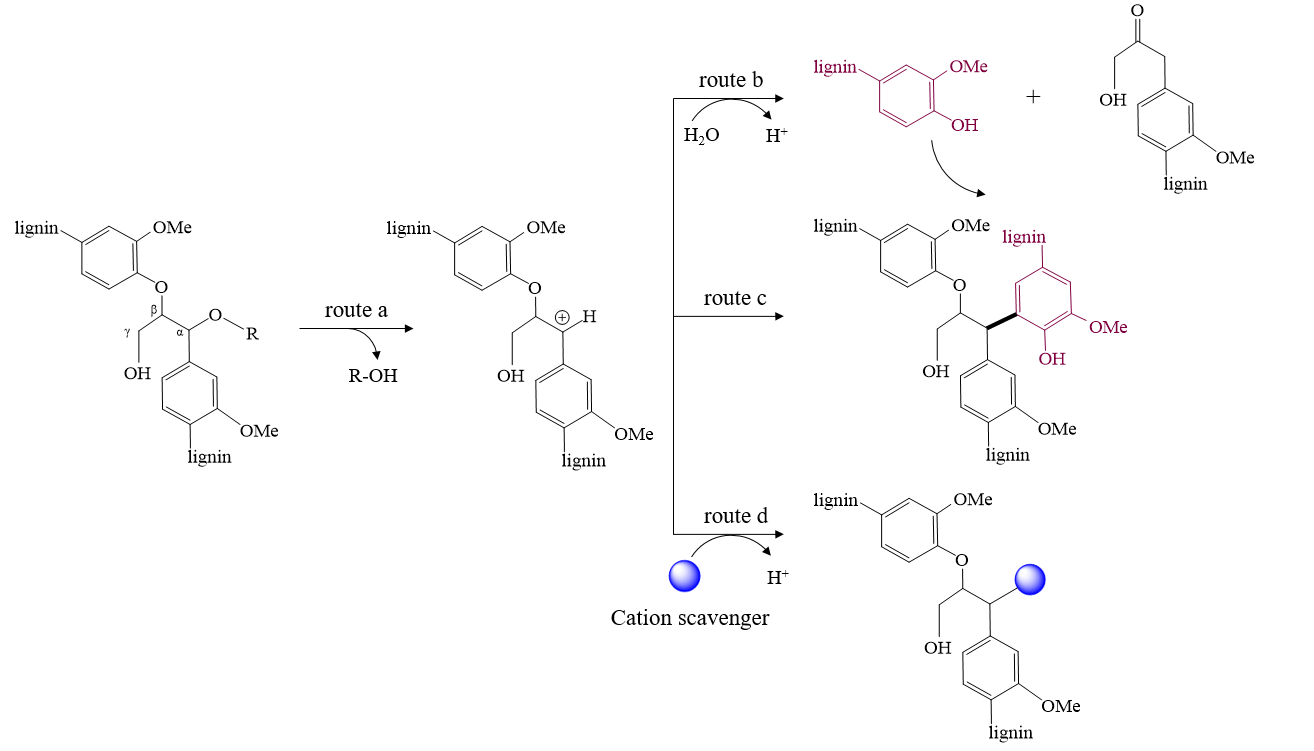 O
route b
lignin
OMe
OH
+
OH
OMe
lignin
H₂O
H⁺
lignin
OMe
O
β
γ
α
O
R
OH
OMe
lignin
route a
R-OH
lignin
OMe
O
⊕
H
OH
OMe
lignin
route c
lignin
OMe
O
lignin
OMe
OH
OH
OMe
lignin
route d
H⁺
Cation scavenger
lignin
OMe
O
OH
OMe
lignin